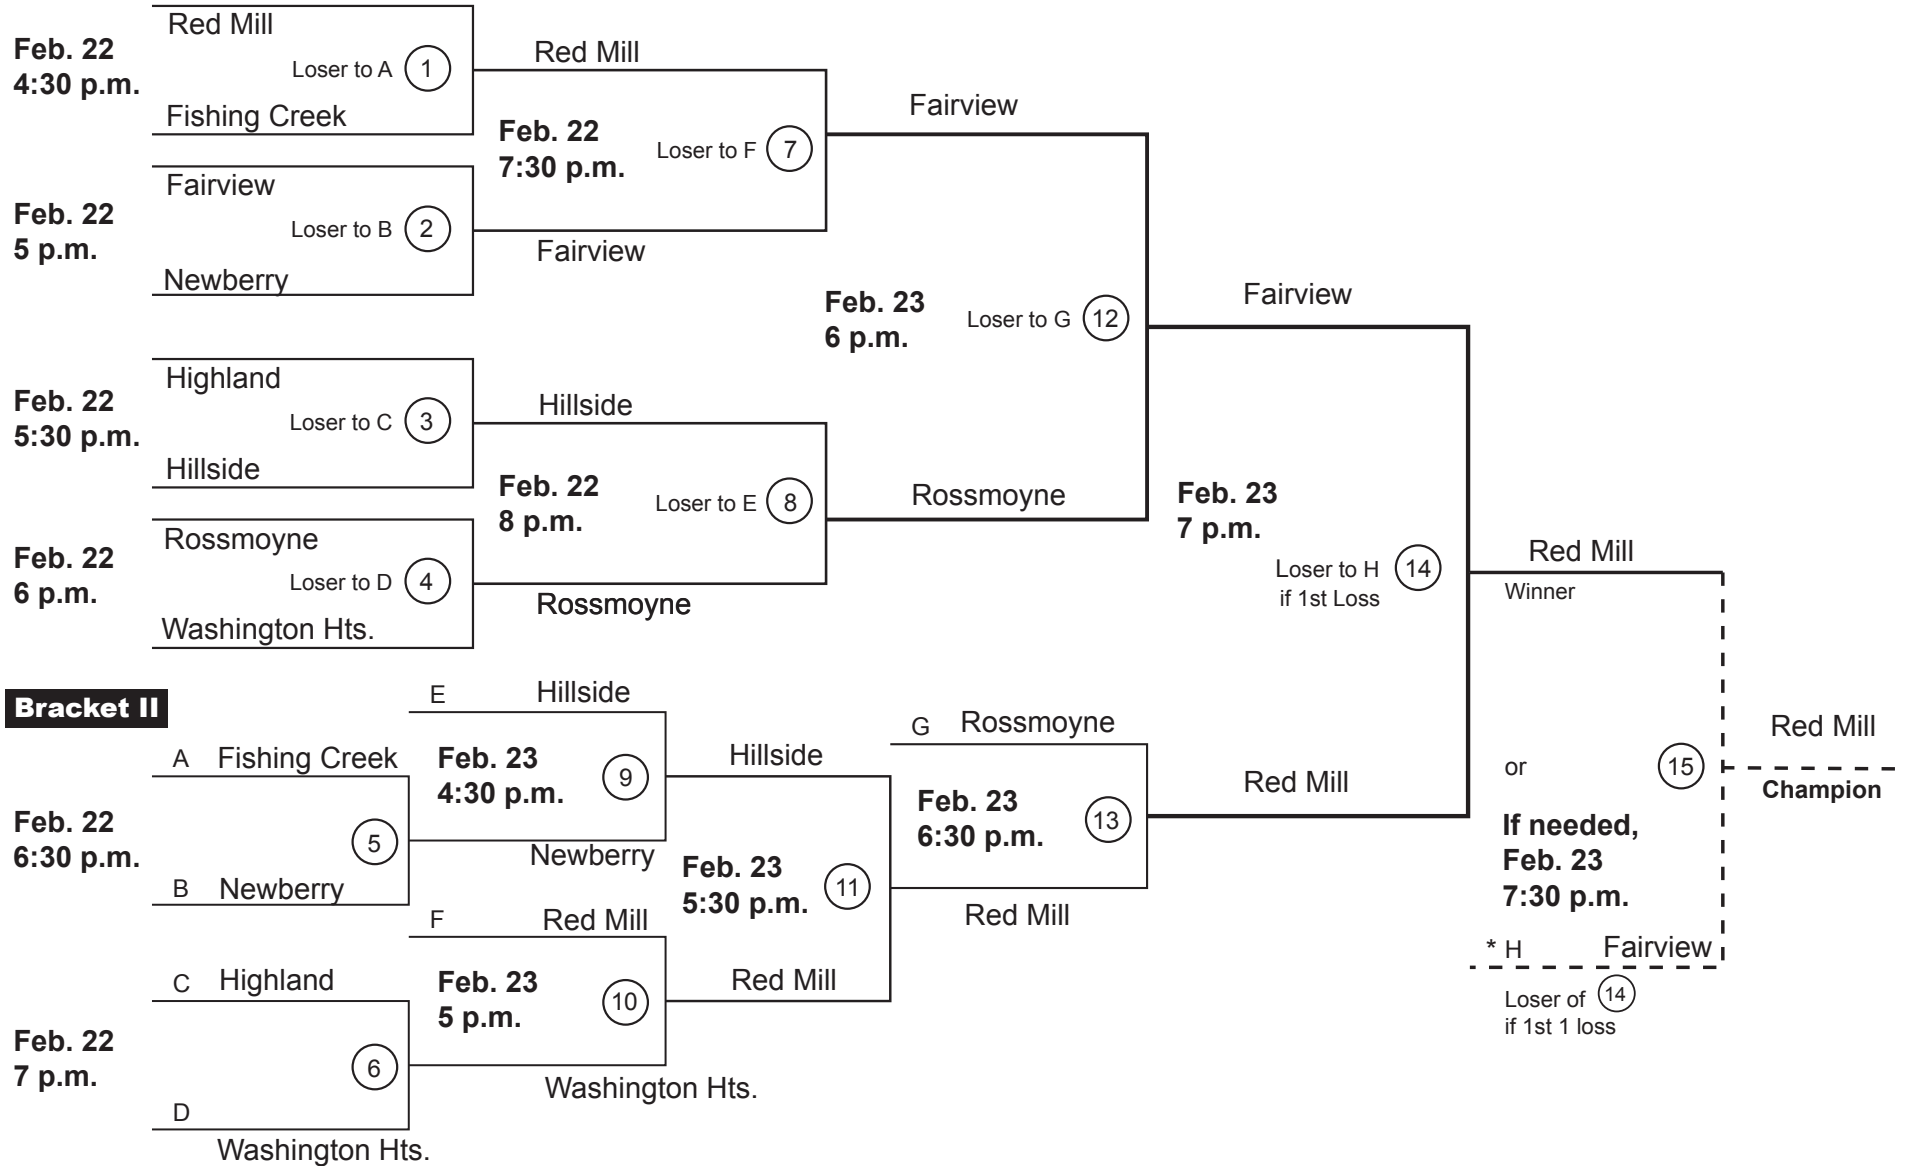 Red Mill
Feb. 22
4:30 p.m.
Loser to A 1
Fishing Creek
Red Mill
Feb. 22
7:30 p.m.
Loser to F 7
Fairview
Fairview
Feb. 22
5 p.m.
Loser to B 2
Newberry
Fairview
Feb. 23
6 p.m.
Loser to G 12
Fairview
Highland
Feb. 22
5:30 p.m.
Loser to C 3
Hillside
Hillside
Feb. 22
8 p.m.
Loser to E 8
Rossmoyne
Rossmoyne
Feb. 22
6 p.m.
Loser to D 4
Washington Hts.
Rossmoyne
Feb. 23
7 p.m.
Loser to H 14
if 1st Loss
Red Mill
Winner
Bracket II
A Fishing Creek
Feb. 22
6:30 p.m.
5
B Newberry
E Hillside
Feb. 23
4:30 p.m.
9
Newberry
Hillside
Feb. 23
5:30 p.m.
11
G Rossmoyne
Feb. 23
6:30 p.m.
13
Red Mill
Red Mill
C Highland
Feb. 22
7 p.m.
6
D
Washington Hts.
F Red Mill
Feb. 23
5 p.m.
10
Washington Hts.
Red Mill
or
15
If needed,
Feb. 23
7:30 p.m.
* H Fairview
Loser of 14
if 1st 1 loss
Red Mill
Champion